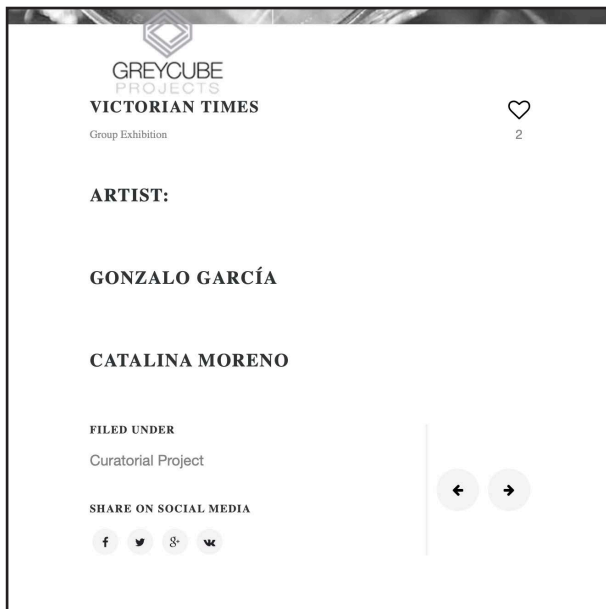 GREYCUBE
PROJECTS
VICTORIAN TIMES
Group Exhibition
2
ARTIST:
GONZALO GARCÍA
CATALINA MORENO
FILED UNDER
Curatorial Project
SHARE ON SOCIAL MEDIA